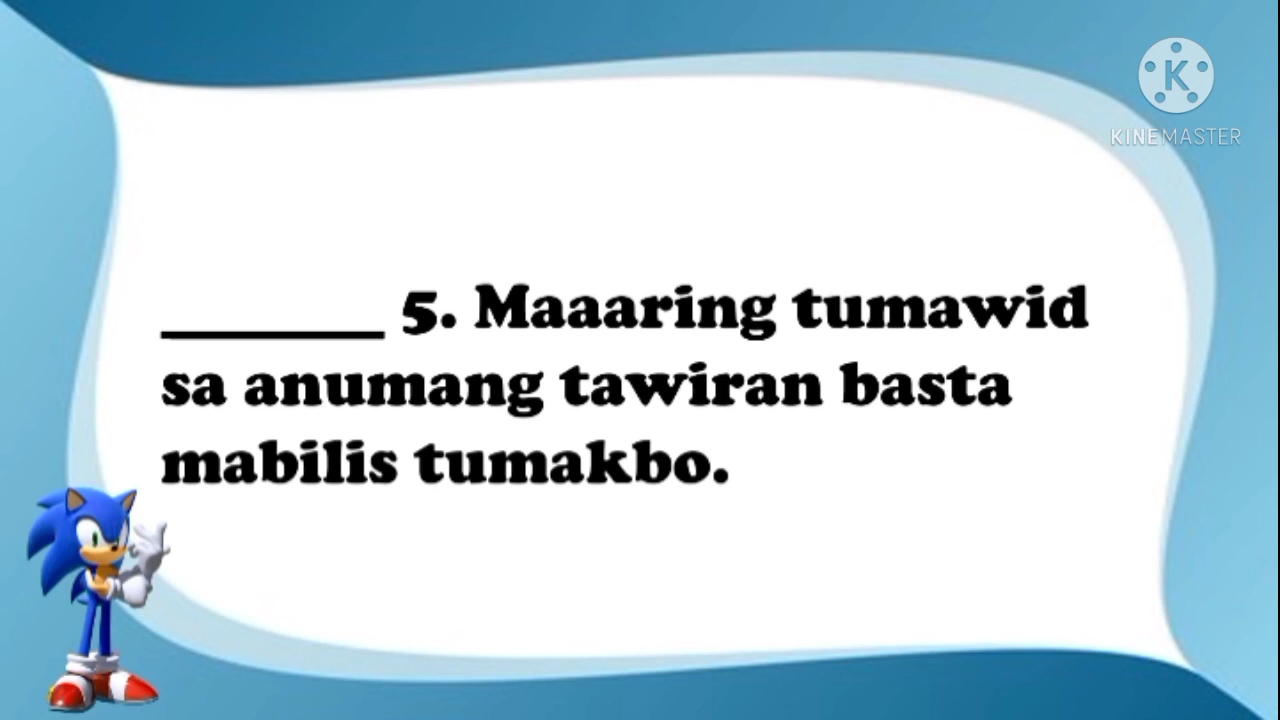 KINEMASTER
_______ 5. Maaaring tumawid
sa anumang tawiran basta
mabilis tumakbo.